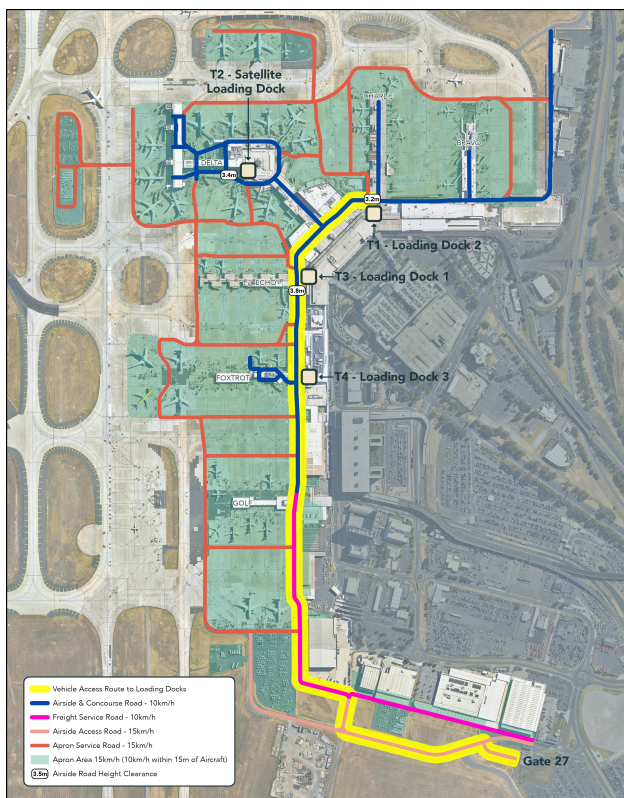 T2 - Satellite
Loading Dock
CHARLIE
BRAVO
DELTA
3.4m
3.2m
T1 - Loading Dock 2
ECHO
T3 - Loading Dock 1
3.8m
FOXTROT
T4 - Loading Dock 3
GOLF
Vehicle Access Route to Loading Docks
Airside & Concourse Road - 10km/h
Freight Service Road - 10km/h
Airside Access Road - 15km/h
Apron Service Road - 15km/h
Apron Area 15km/h (10km/h within 15m of Aircraft)
3.5m Airside Road Height Clearance
Gate 27